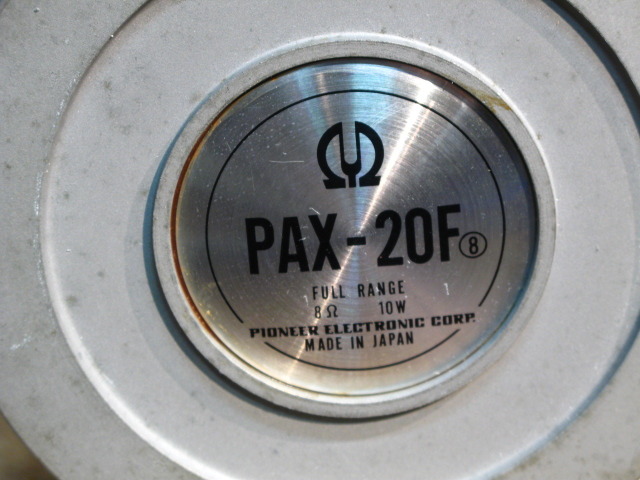 PAX-20F⑧
FULL RANGE
8Ω 10W
PIONEER ELECTRONIC CORP.
MADE IN JAPAN